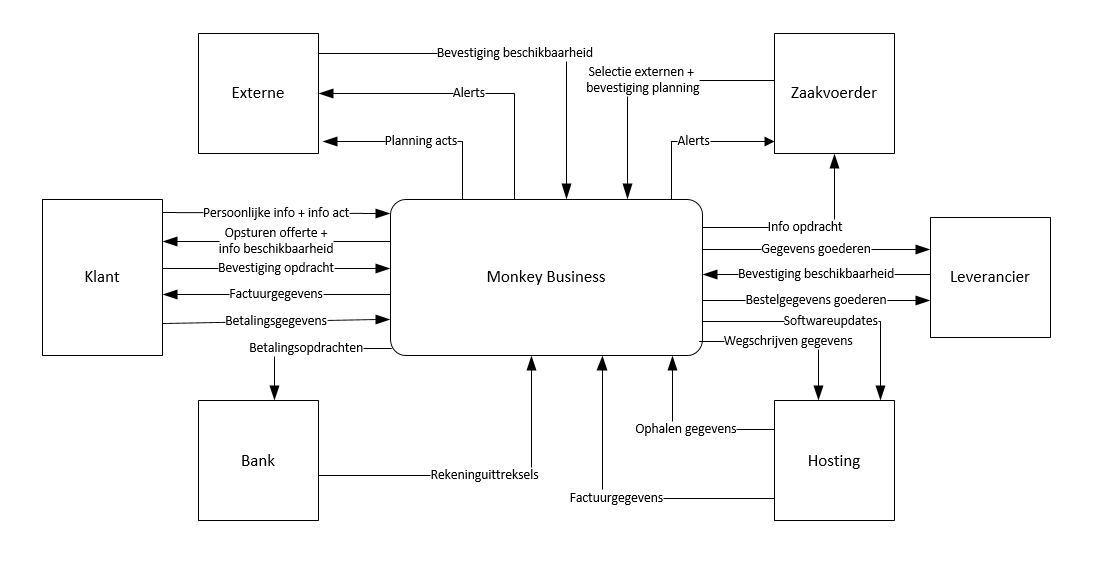 Bevestiging beschikbaarheid
Selectie externen +
bevestiging planning
Externe
Alerts
Zaakvoerder
Planning acts
Alerts
Persoonlijke info + info act
Opsturen offerte +
info beschikbaarheid
Info opdracht
Gegevens goederen
Klant
Bevestiging opdracht
Monkey Business
Bevestiging beschikbaarheid
Leverancier
Factuurgegevens
Bestelgegevens goederen
Betalingsgegevens
Softwareupdates
Betalingsopdrachten
Wegschrijven gegevens
Ophalen gegevens
Bank
Hosting
Rekeninguittreksels
Factuurgegevens